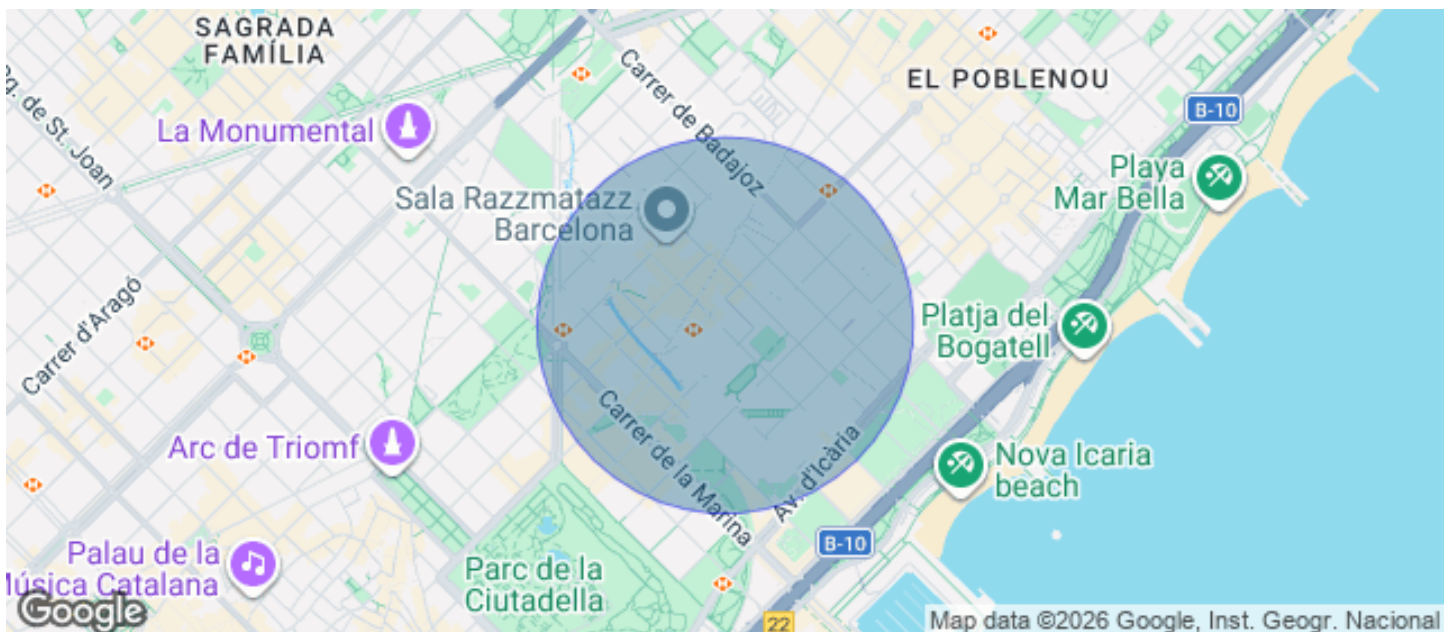 SAGRADA
FAMÍLIA
Carrer de Badajoz
EL POBLENOU
B-10
Pg. de St. Joan
La Monumental
Playa
Mar Bella
Sala Razzmatazz
Barcelona
Carrer d'Aragó
Platja del
Bogatell
Arc de Triomf
Carrer de la Marina
Av. d'Icària
Nova Icaria
beach
B-10
Palau de la
Música Catalana
Parc de la
Ciutadella
Google
22
Map data ©2026 Google, Inst. Geogr. Nacional